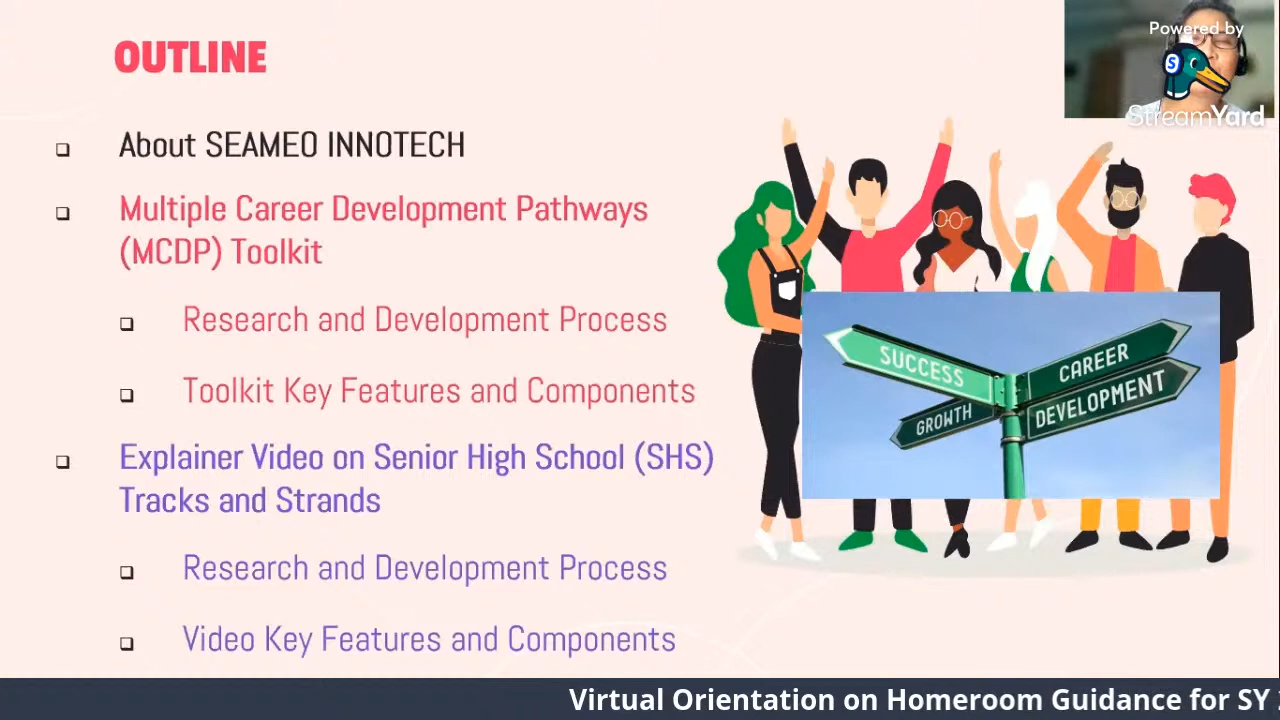 OUTLINE
Powered by
S
StreamYard
About SEAMEO INNOTECH
Multiple Career Development Pathways
(MCDP) Toolkit
Research and Development Process
Toolkit Key Features and Components
Explainer Video on Senior High School (SHS)
Tracks and Strands
Research and Development Process
Video Key Features and Components
SUCCESS
CAREER
GROWTH
DEVELOPMENT
Virtual Orientation on Homeroom Guidance for SY